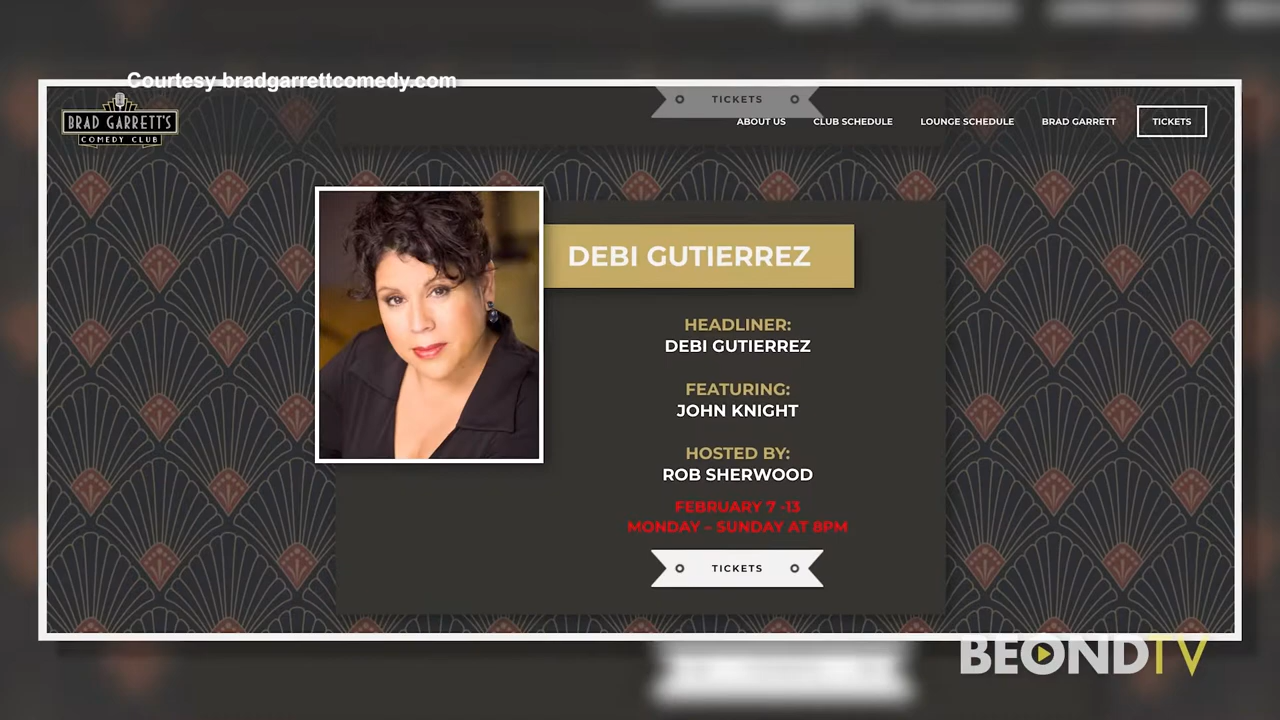 Courtesy bradgarrettcomedy.com
BRAD GARRETT'S
COMEDY CLUB
TICKETS
ABOUT US
CLUB SCHEDULE
LOUNGE SCHEDULE
BRAD GARRETT
TICKETS
DEBI GUTIERREZ
HEADLINER:
DEBI GUTIERREZ
FEATURING:
JOHN KNIGHT
HOSTED BY:
ROB SHERWOOD
FEBRUARY 7 -13
MONDAY – SUNDAY AT 8PM
TICKETS
BEONDTV